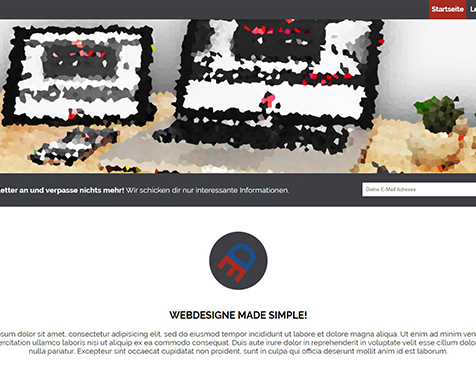 Startseite
etter an und verpasse nichts mehr! Wir schicken dir nur interessante Informationen.
Deine E-Mail Adresse
DE
WEBDESIGNE MADE SIMPLE!
sum dolor sit amet, consectetur adipisicing elit, sed do eiusmod tempor incididunt ut labore et dolore magna aliqua. Ut enim ad minim ven
ercitation ullamco laboris nisi ut aliquip ex ea commodo consequat. Duis aute irure dolor in reprehenderit in voluptate velit esse cillum dolor
nulla pariatur. Excepteur sint occaecat cupidatat non proident, sunt in culpa qui officia deserunt mollit anim id est laborum.